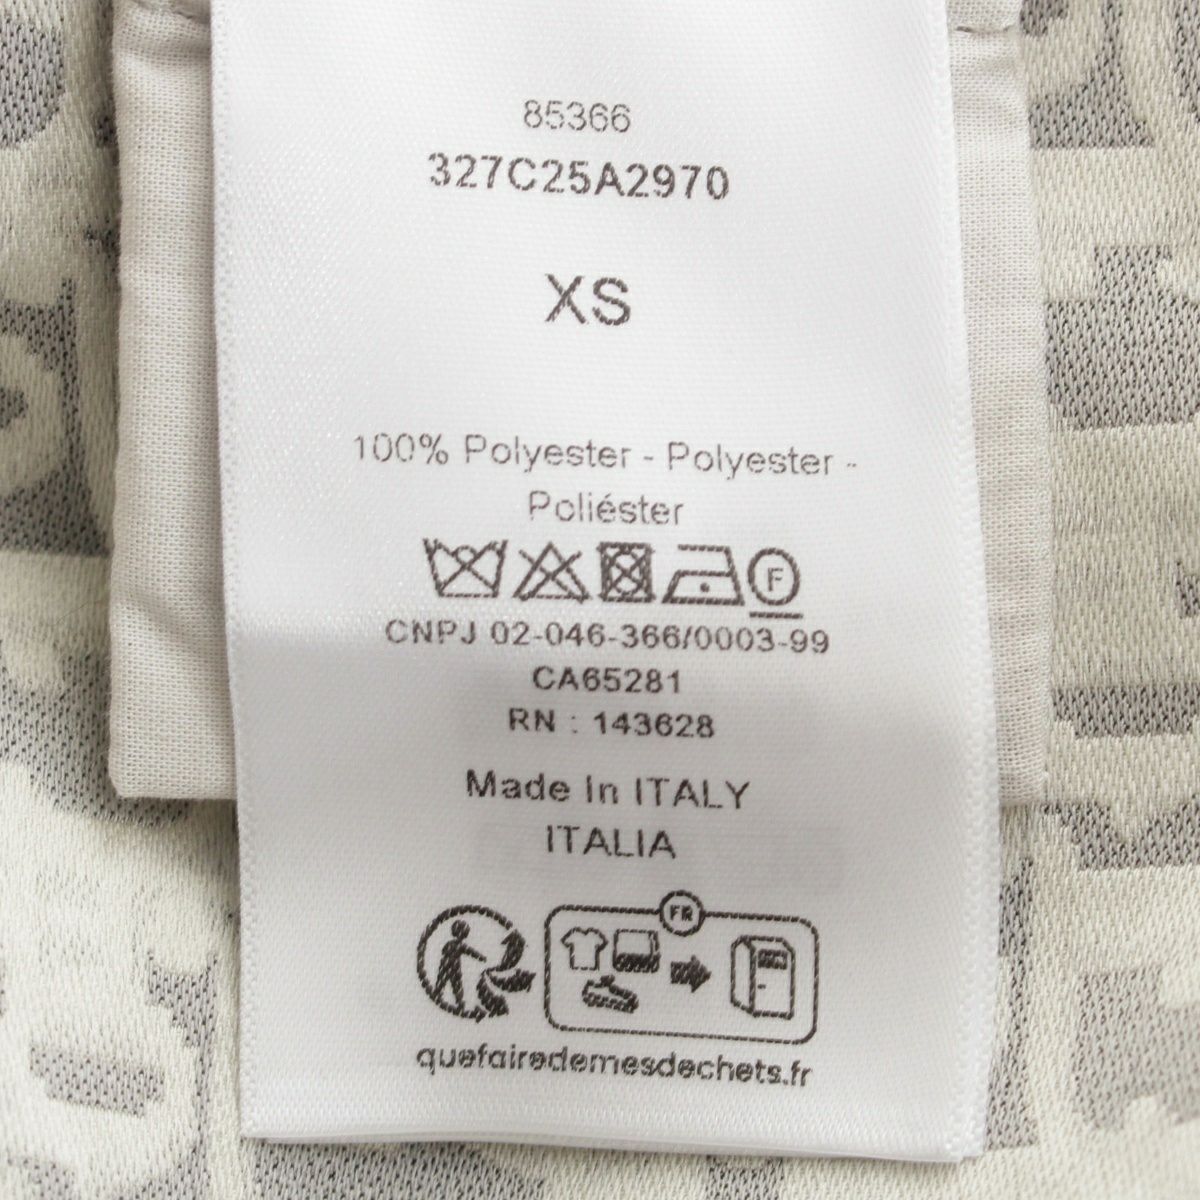 85366
327C25A2970
XS
100% Polyester - Polyester -
Poliéster
F
CNPJ 02-046-366/0003-99
CA65281
RN : 143628
Made In ITALY
ITALIA
FR
quefairedemesdechets.fr